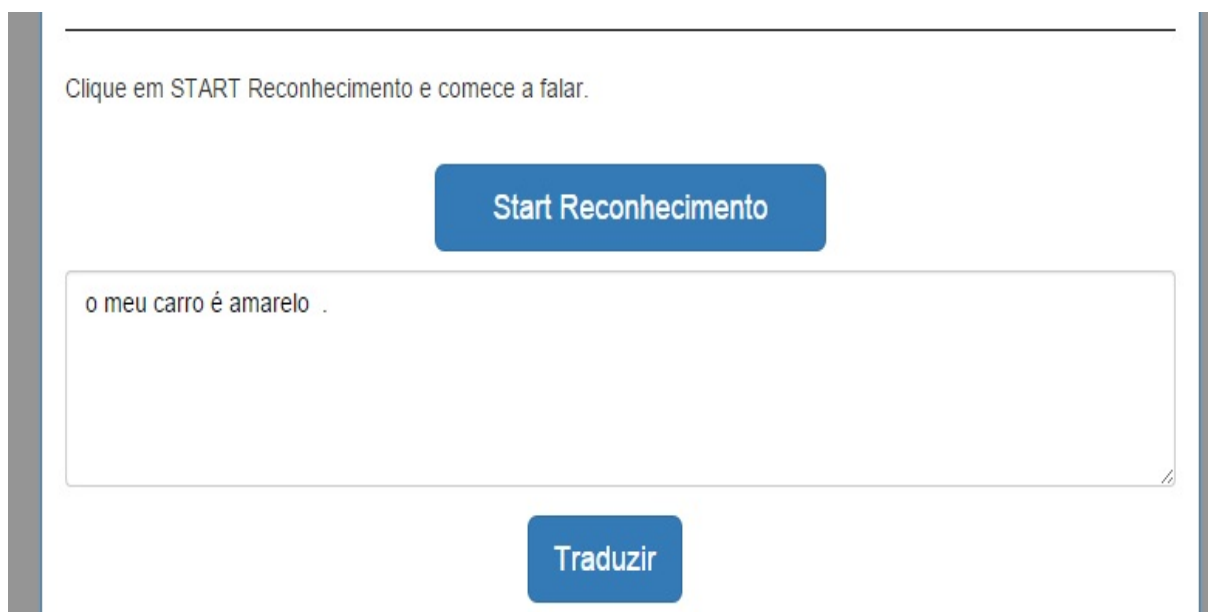 Clique em START Reconhecimento e comece a falar.
Start Reconhecimento
o meu carro é amarelo  .
Traduzir